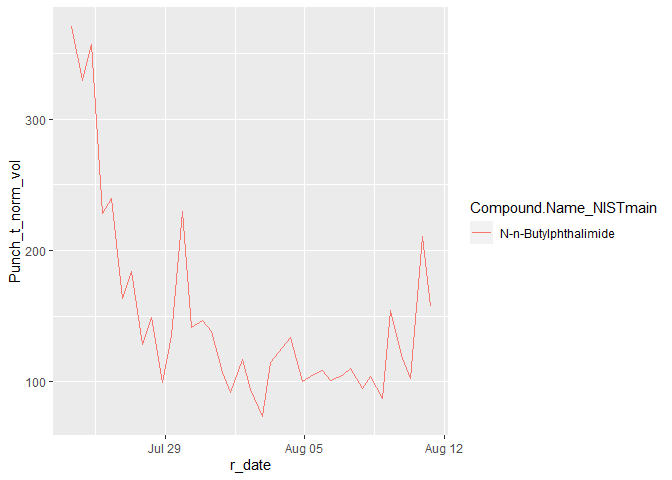 300
200
100
Punch_t_norm_vol
Jul 29
Aug 05
Aug 12
r_date
Compound.Name_NISTmain
N-n-Butylphthalimide